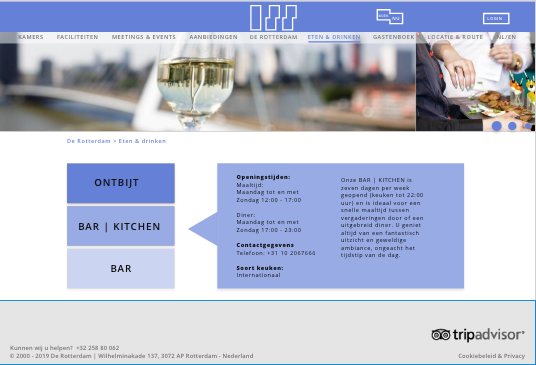 LOGIN
KAMERS FACILITEITEN MEETINGS & EVENTS AANBIEDINGEN DE ROTTERDAM ETEN & DRINKEN GASTENBOEK LOCATIE & ROUTE NL/EN
De Rotterdam > Eten & drinken
ONTBIJT
BAR | KITCHEN
BAR
Openingstijden:
Maaltijd:
Maandag tot en met
Zondag 12:00 - 17:00
Diner:
Maandag tot en met
Zondag 17:00 - 23:00
Contactgegevens
Telefoon: +31 10 2067666
Soort keuken:
Internationaal
Onze BAR | KITCHEN is
zeven dagen per week
geopend (keuken tot 22:00
uur) en is ideaal voor een
snelle maaltijd tussen
vergaderingen door of een
uitgebreid diner. U geniet
altijd van een fantastisch
uitzicht en geweldige
ambiance, ongeacht het
tijdstip van de dag.
tripadvisor®
Kunnen wij u helpen? +32 258 80 062
© 2000 - 2019 De Rotterdam | Wilhelminakade 137, 3072 AP Rotterdam - Nederland
Cookiebeleid & Privacy